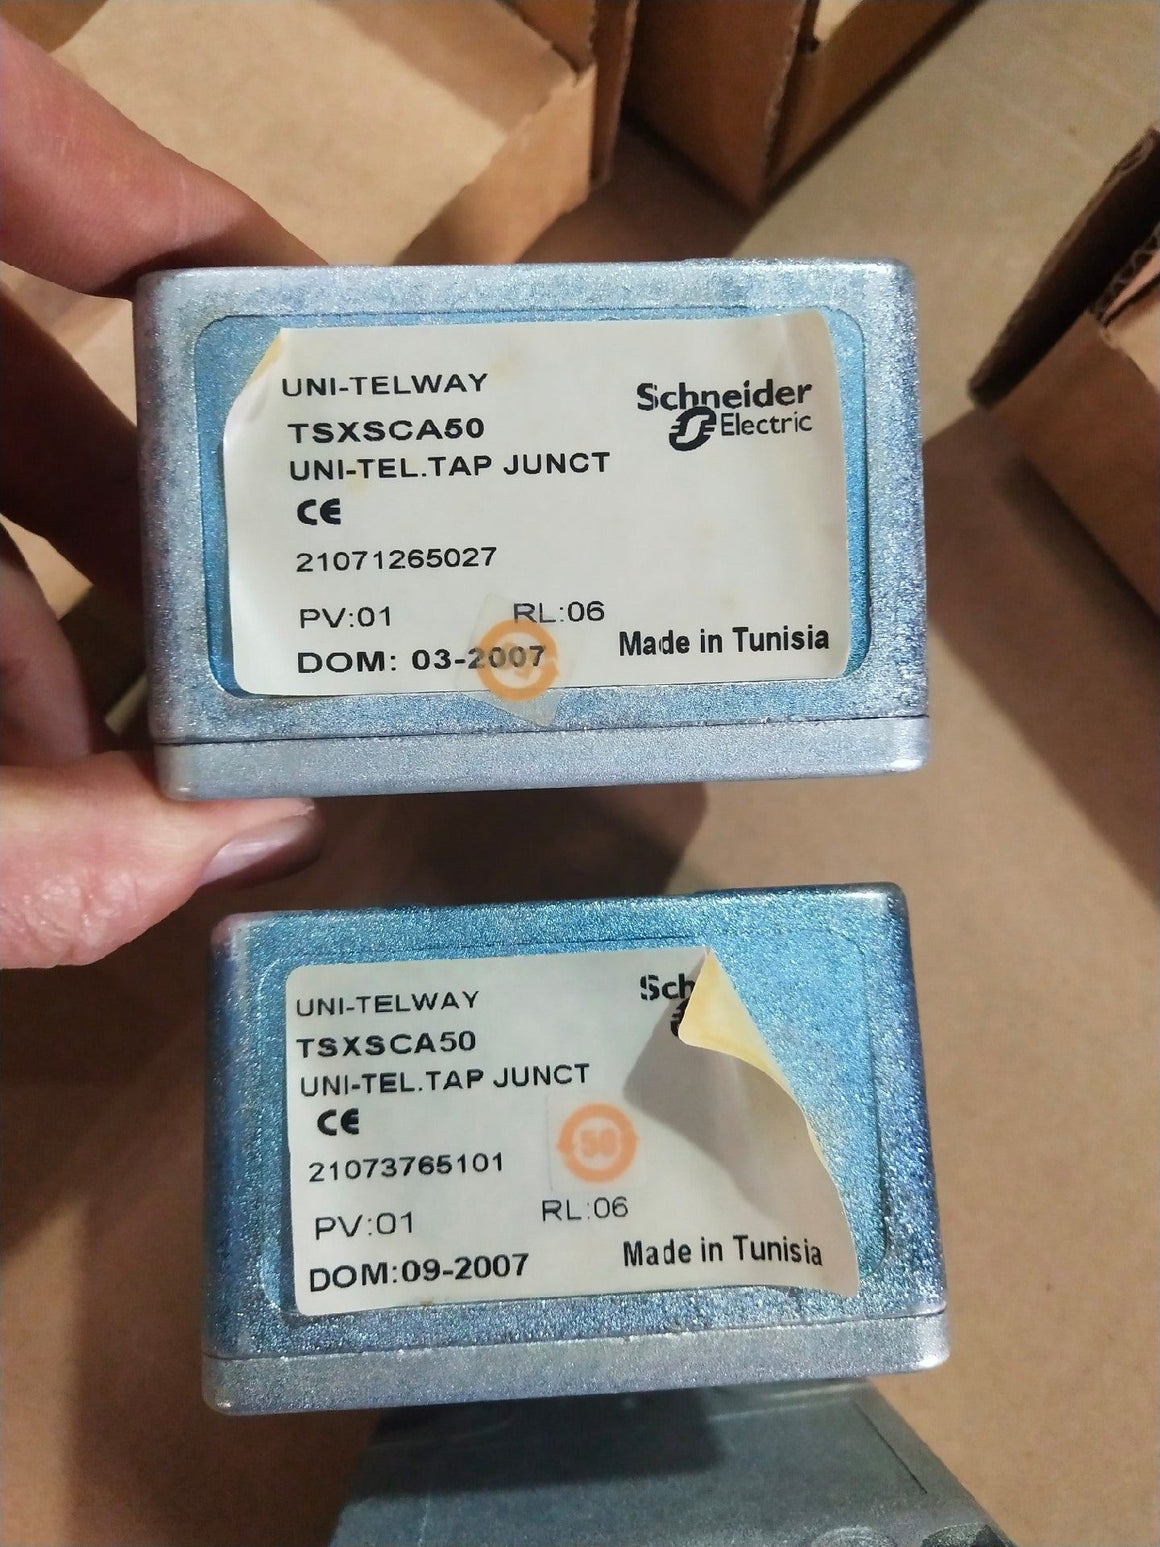 UNI-TELWAY
TSXSCA50
UNI-TEL.TAP JUNCT
Schneider
Electric
CE
21071265027
PV:01 RL:06
DOM: 03-2007
Made in Tunisia
UNI-TELWAY
TSXSCA50
UNI-TEL.TAP JUNCT
Sch
CE
50
21073765101
PV:01 RL:06
DOM:09-2007
Made in Tunisia